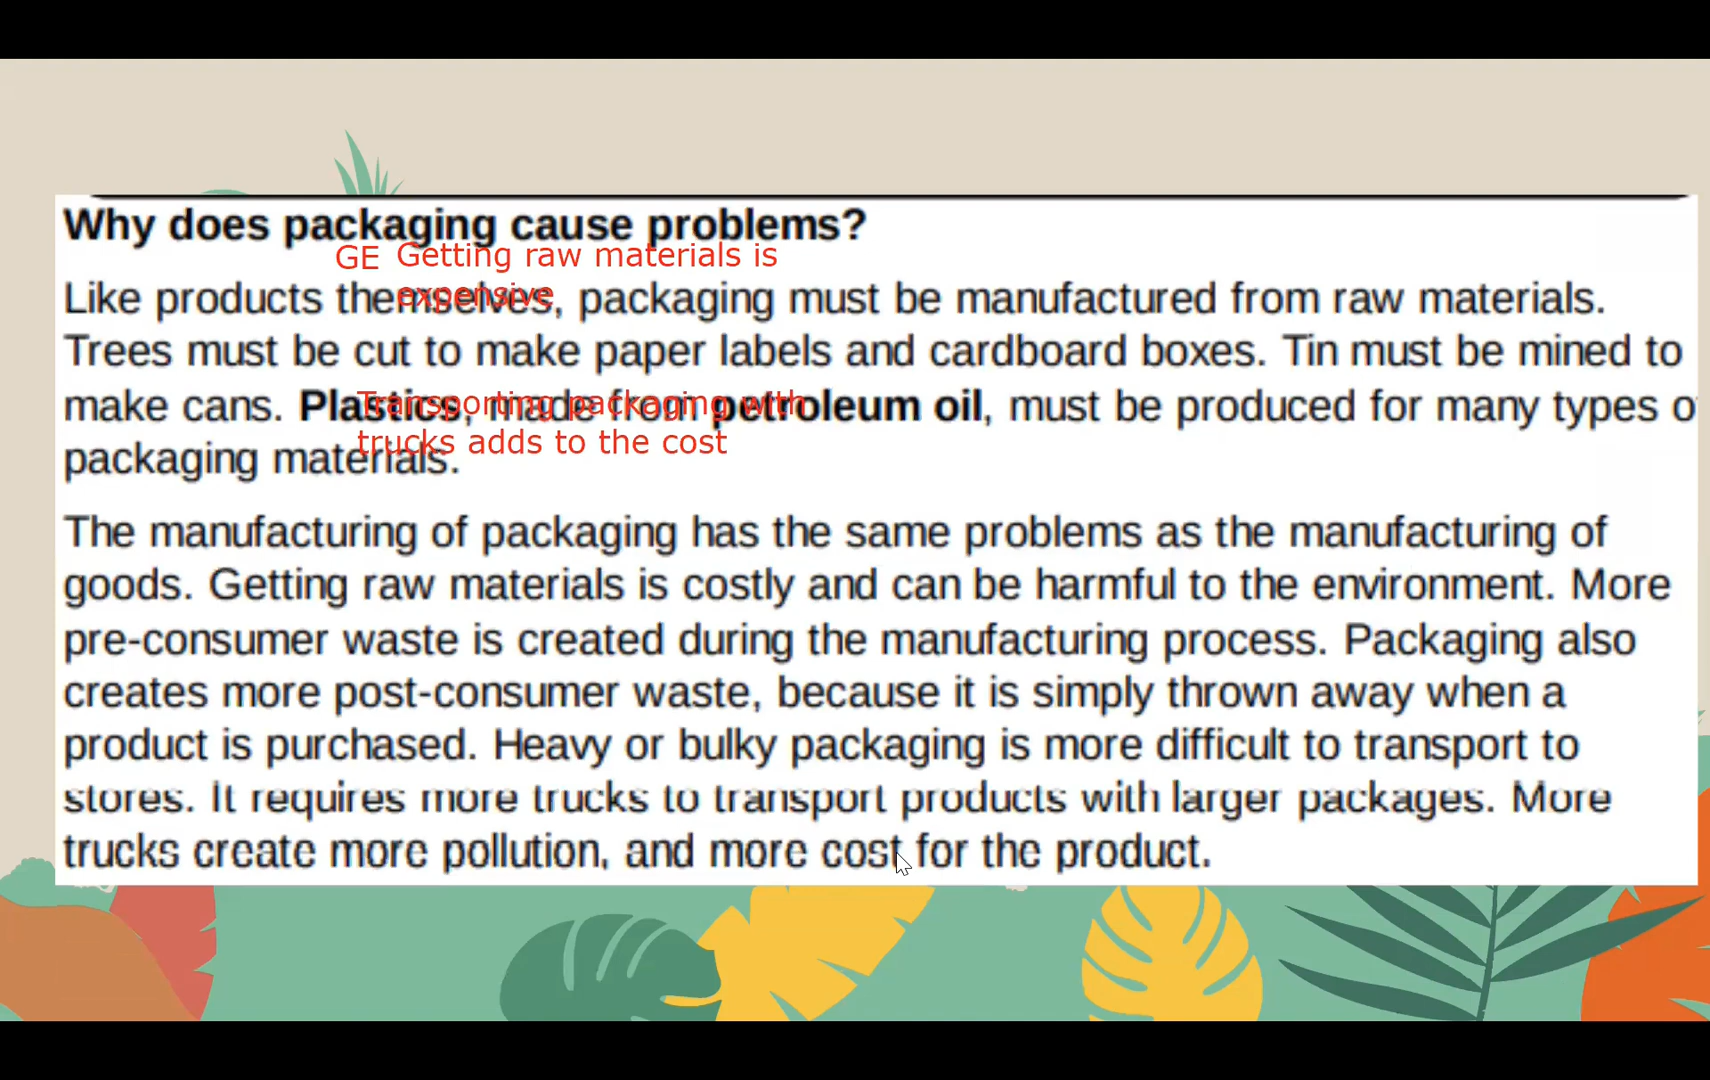 Why does packaging cause problems?
GE Getting raw materials is
expensive
Like products themselves, packaging must be manufactured from raw materials.
Trees must be cut to make paper labels and cardboard boxes. Tin must be mined to
Transporting packaging with
make cans. Plastics, made from petroleum oil, must be produced for many types o
trucks adds to the cost
packaging materials.
The manufacturing of packaging has the same problems as the manufacturing of
goods. Getting raw materials is costly and can be harmful to the environment. More
pre-consumer waste is created during the manufacturing process. Packaging also
creates more post-consumer waste, because it is simply thrown away when a
product is purchased. Heavy or bulky packaging is more difficult to transport to
stores. It requires more trucks to transport products with larger packages. More
trucks create more pollution, and more cost for the product.